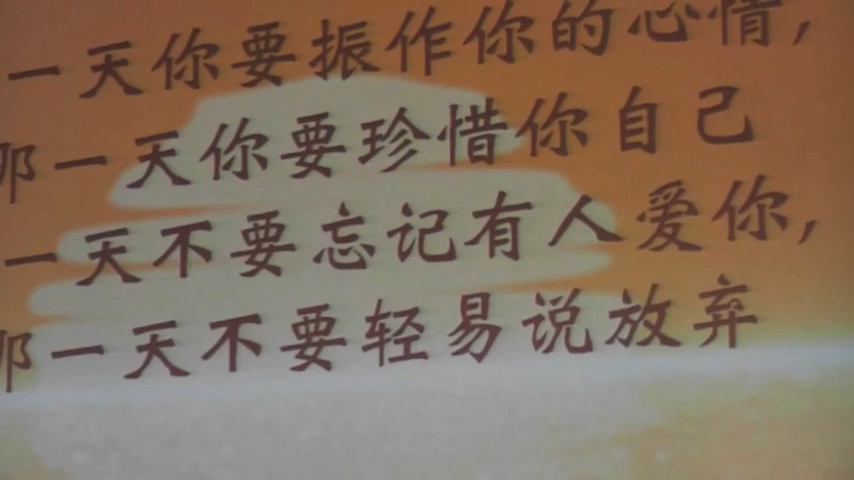 一天你要振作你的心情，
那一天你要珍惜你自己
一天不要忘记有人爱你，
那一天不要轻易说放弃